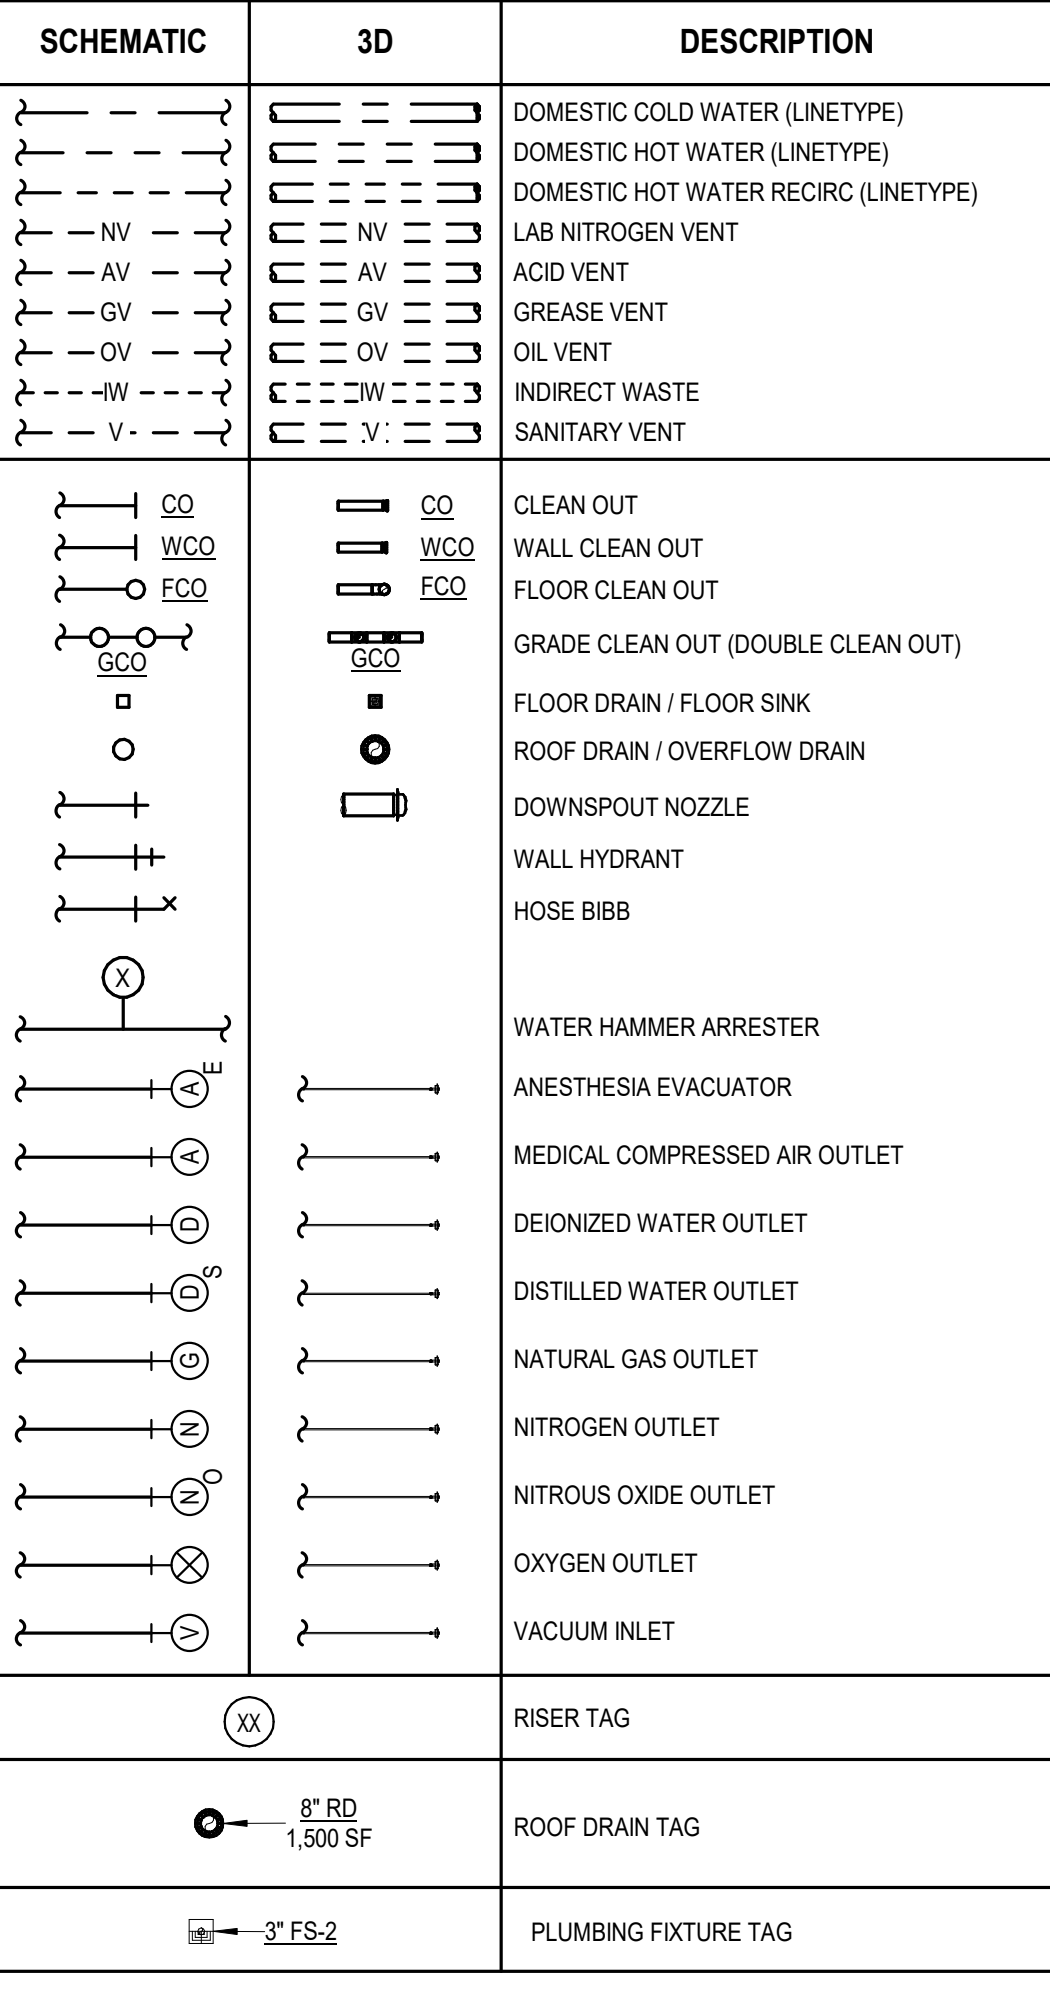 SCHEMATIC 3D DESCRIPTION
DOMESTIC COLD WATER (LINETYPE)
DOMESTIC HOT WATER (LINETYPE)
DOMESTIC HOT WATER RECIRC (LINETYPE)
NV NV LAB NITROGEN VENT
AV AV ACID VENT
GV GV GREASE VENT
OV OV OIL VENT
IW IW INDIRECT WASTE
V V SANITARY VENT
CO CO CLEAN OUT
WCO WCO WALL CLEAN OUT
FCO FCO FLOOR CLEAN OUT
GRADE CLEAN OUT (DOUBLE CLEAN OUT)
GCO GCO
FLOOR DRAIN / FLOOR SINK
ROOF DRAIN / OVERFLOW DRAIN
DOWNSPOUT NOZZLE
WALL HYDRANT
HOSE BIBB
X
WATER HAMMER ARRESTER
A E ANESTHESIA EVACUATOR
A MEDICAL COMPRESSED AIR OUTLET
D DEIONIZED WATER OUTLET
D S DISTILLED WATER OUTLET
G NATURAL GAS OUTLET
N NITROGEN OUTLET
N O NITROUS OXIDE OUTLET
OXYGEN OUTLET
V VACUUM INLET
XX RISER TAG
8" RD
1,500 SF
ROOF DRAIN TAG
3" FS-2 PLUMBING FIXTURE TAG